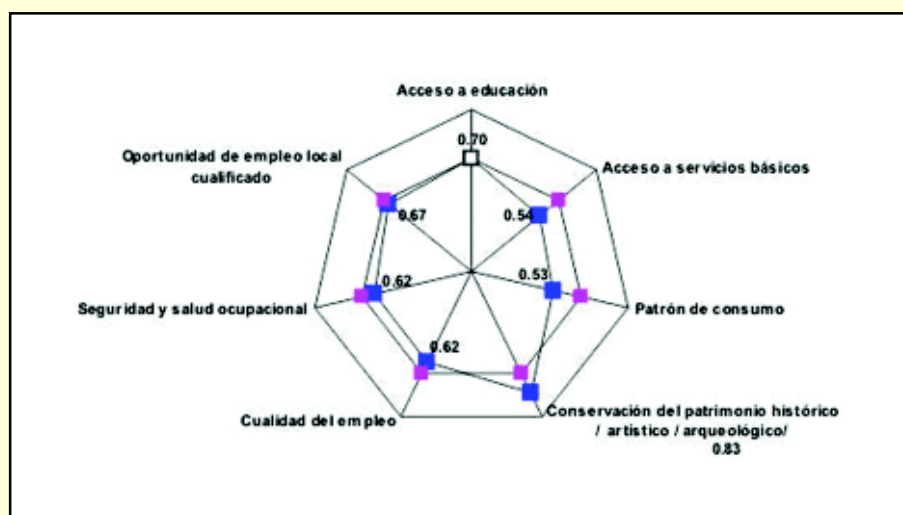 Acceso a educación
0.70
Oportunidad de empleo local
cualificado
Acceso a servicios básicos
0.67
0.54
0.62
0.53
Seguridad y salud ocupacional
Patrón de consumo
0.62
Cualidad del empleo
Conservación del patrimonio histórico
/ artístico / arqueológico/
0.83